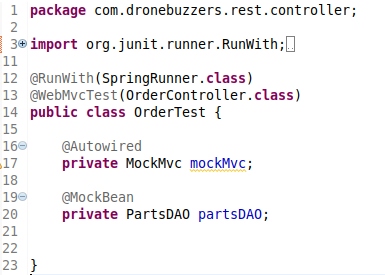 1 package com.dronebuzzers.rest.controller;
2
3 import org.junit.runner.RunWith;
11
12 @RunWith(SpringRunner.class)
13 @WebMvcTest(OrderController.class)
14 public class OrderTest {
15
16 @Autowired
17 private MockMvc mockMvc;
18
19 @MockBean
20 private PartsDAO partsDAO;
21
22
23 }